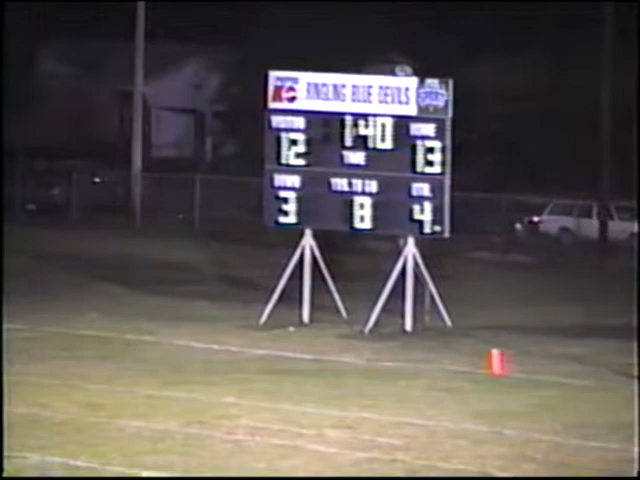 RINGLING BLUE DEVILS
VISITOR 1:40 HOME
12 TIME 13
DOWN YDS. TO GO QTR.
3 8 4